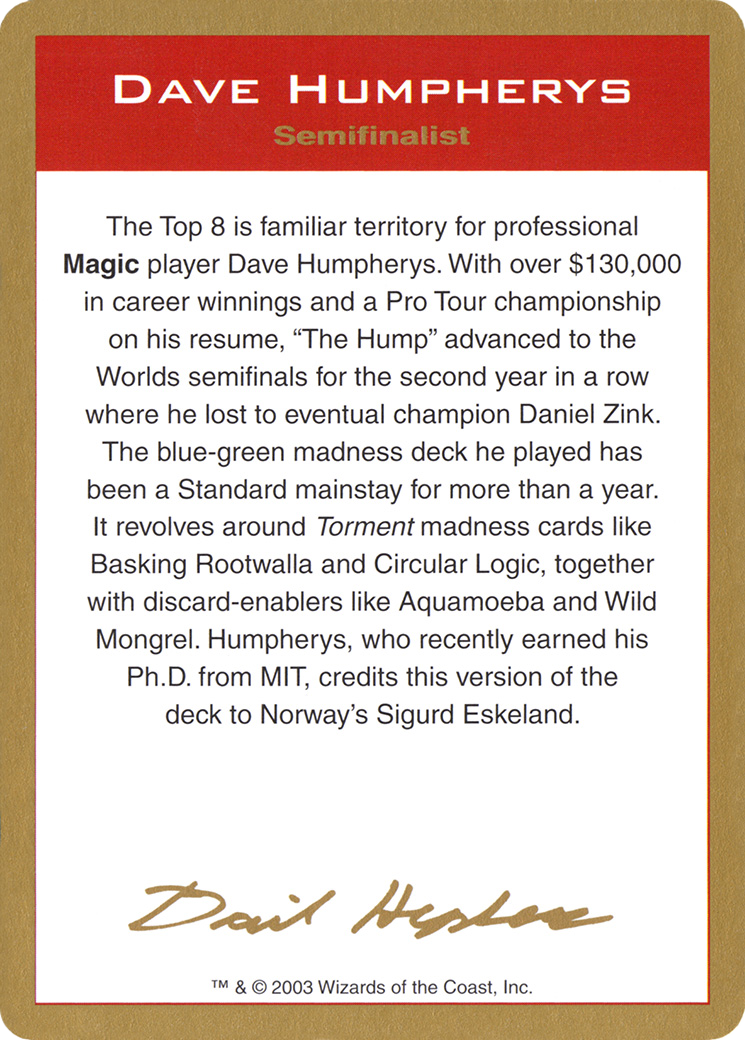 Dave Humpherys
Semifinalist
The Top 8 is familiar territory for professional
Magic player Dave Humpherys. With over $130,000
in career winnings and a Pro Tour championship
on his resume, “The Hump” advanced to the
Worlds semifinals for the second year in a row
where he lost to eventual champion Daniel Zink.
The blue-green madness deck he played has
been a Standard mainstay for more than a year.
It revolves around Torment madness cards like
Basking Rootwalla and Circular Logic, together
with discard-enablers like Aquamoeba and Wild
Mongrel. Humpherys, who recently earned his
Ph.D. from MIT, credits this version of the
deck to Norway’s Sigurd Eskeland.
™ & © 2003 Wizards of the Coast, Inc.